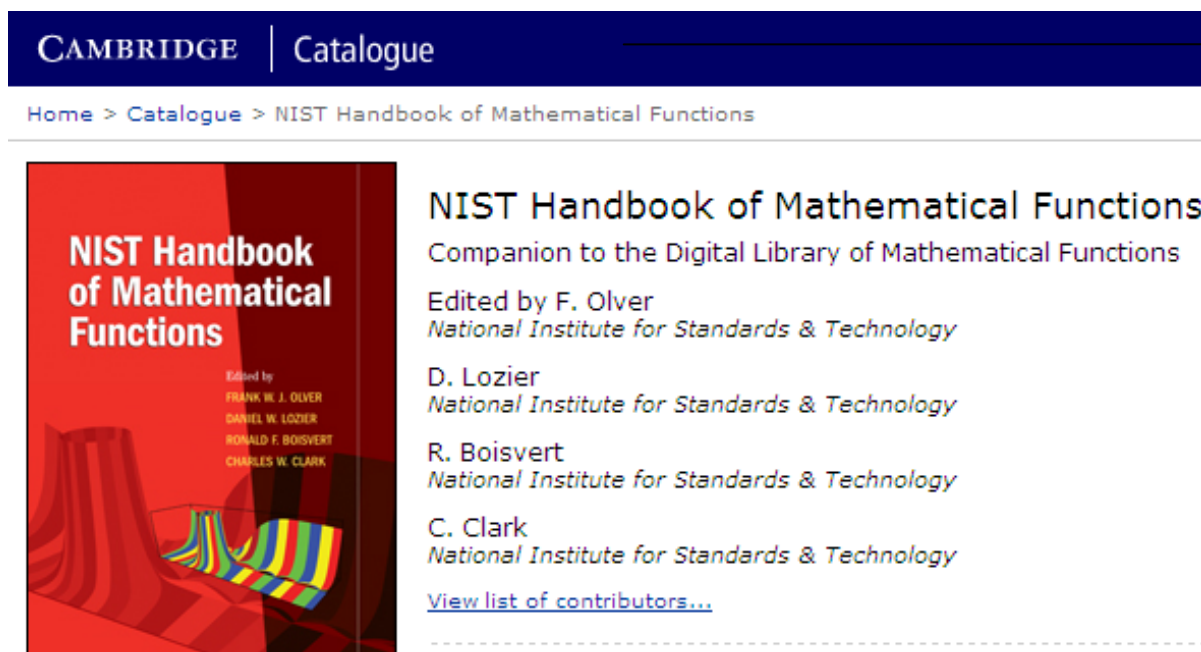 CAMBRIDGE | Catalogue
Home > Catalogue > NIST Handbook of Mathematical Functions
NIST Handbook
of Mathematical
Functions
Edited by
FRANK W. J. OLVER
DANIEL W. LOZIER
RONALD F. BOISVERT
CHARLES W. CLARK
NIST Handbook of Mathematical Functions
Companion to the Digital Library of Mathematical Functions
Edited by F. Olver
National Institute for Standards & Technology
D. Lozier
National Institute for Standards & Technology
R. Boisvert
National Institute for Standards & Technology
C. Clark
National Institute for Standards & Technology
View list of contributors...